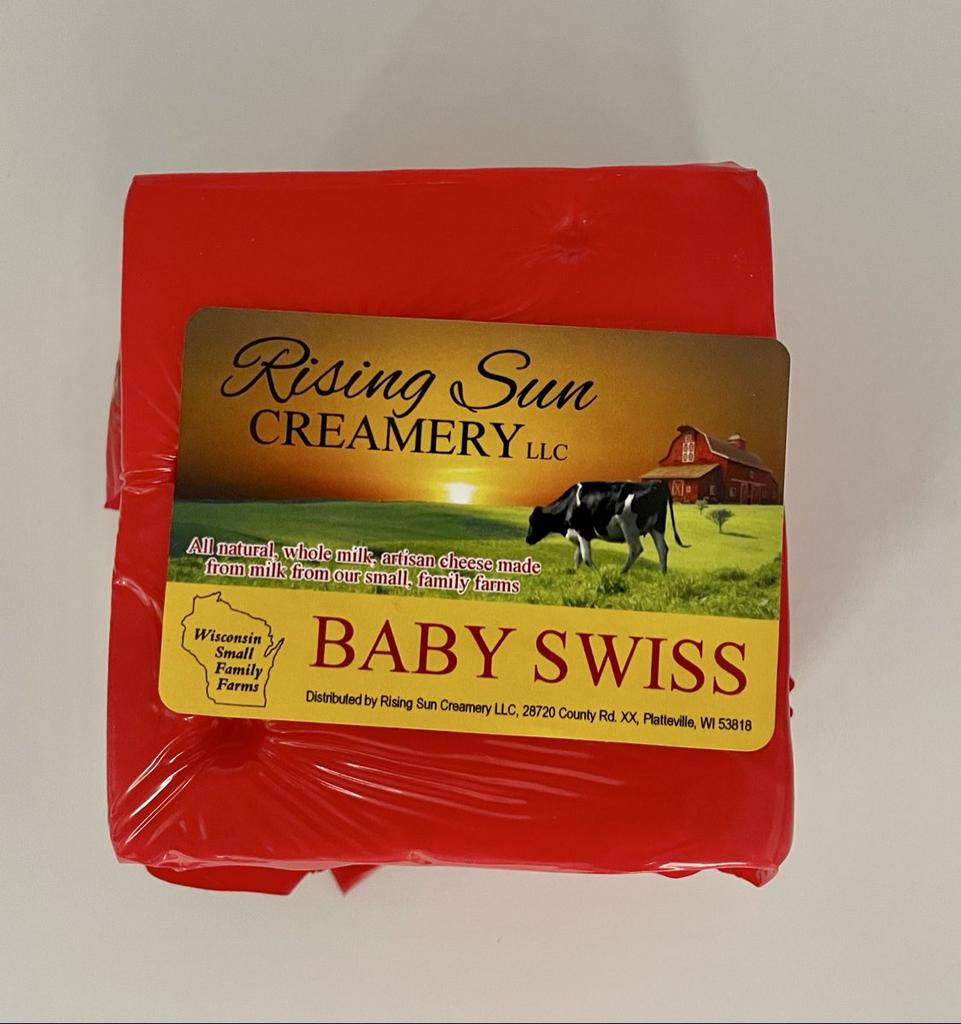 Rising Sun
CREAMERY LLC
All natural, whole milk, artisan cheese made
from milk from our small, family farms
Wisconsin
Small
Family
Farms
BABY SWISS
Distributed by Rising Sun Creamery LLC, 28720 County Rd. XX, Platteville, WI 53818